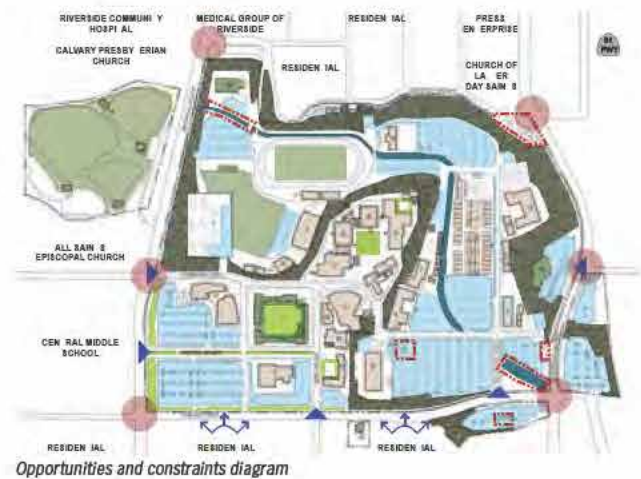 RIVERSIDE COMMUNI Y
HOSPI AL
MEDICAL GROUP OF
RIVERSIDE
RESIDEN IAL
PRESS
EN ERPRISE
CALVARY PRESBY ERIAN
CHURCH
RESIDEN IAL
CHURCH OF
LA ER
DAY SAIN S
ALL SAIN S
EPISCOPAL CHURCH
CEN RAL MIDDLE
SCHOOL
RESIDEN IAL
RESIDEN IAL
RESIDEN IAL
Opportunities and constraints diagram